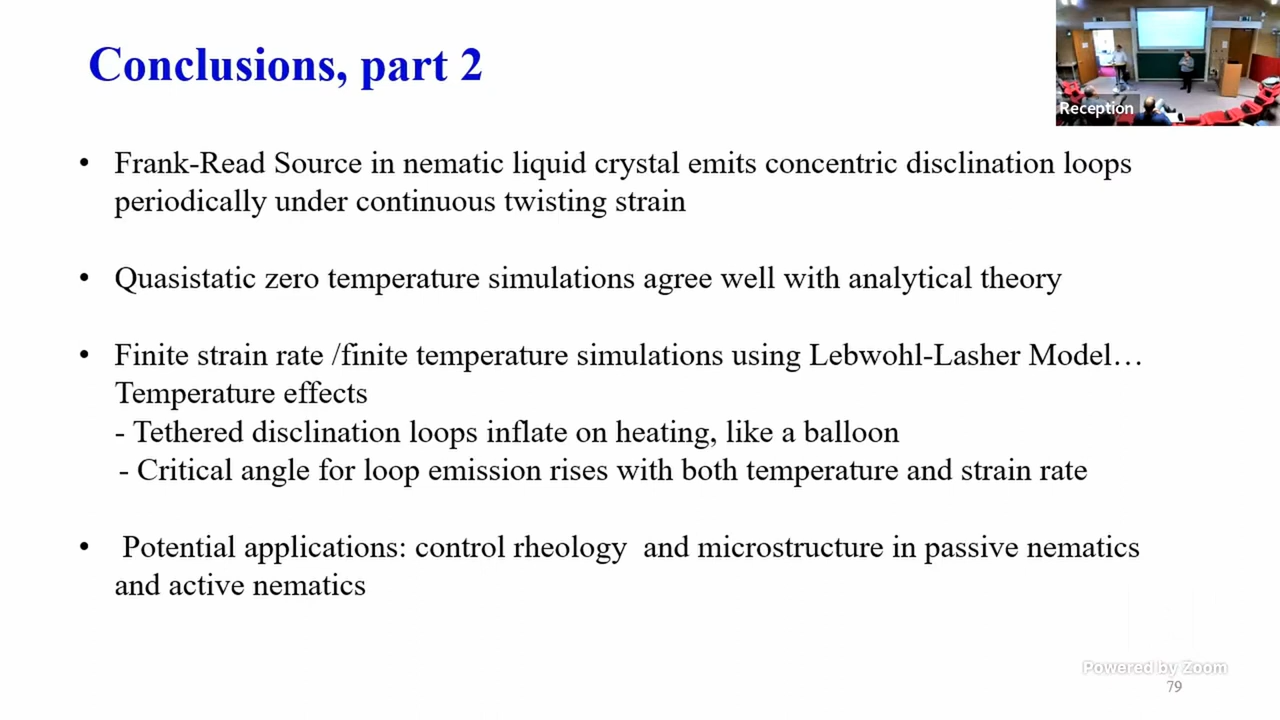 Conclusions, part 2
Reception
• Frank-Read Source in nematic liquid crystal emits concentric disclination loops
periodically under continuous twisting strain
• Quasistatic zero temperature simulations agree well with analytical theory
• Finite strain rate /finite temperature simulations using Lebwohl-Lasher Model…
Temperature effects
- Tethered disclination loops inflate on heating, like a balloon
- Critical angle for loop emission rises with both temperature and strain rate
• Potential applications: control rheology and microstructure in passive nematics
and active nematics
Powered by Zoom
79